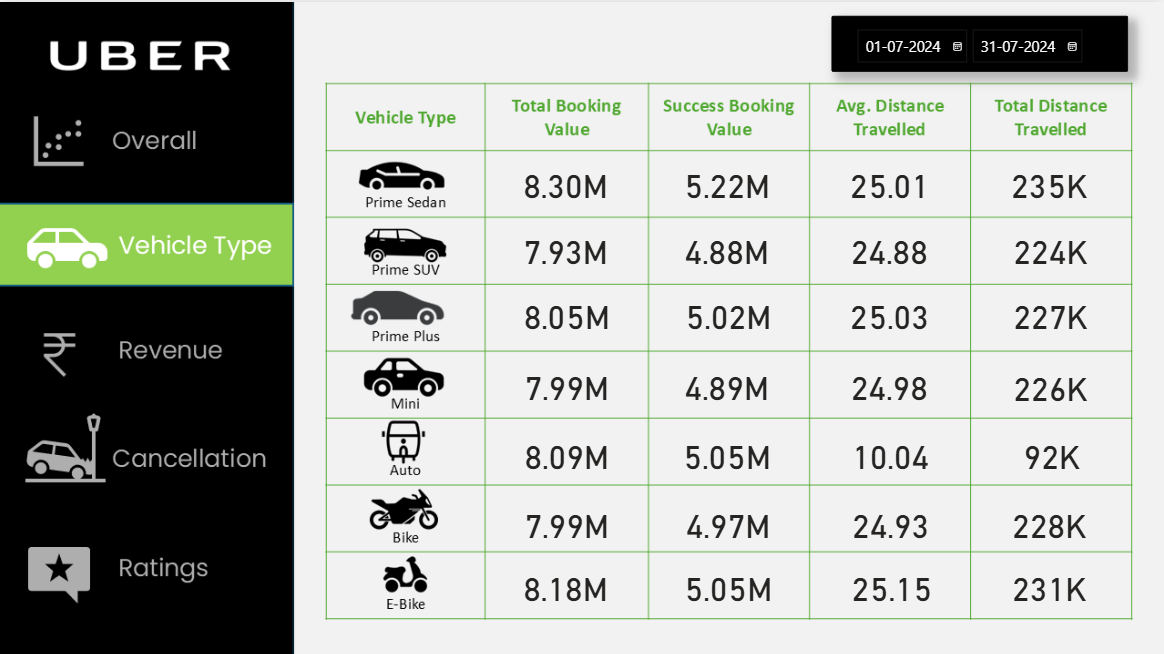 UBER
01-07-2024 31-07-2024
Overall
Vehicle Type
₹ Revenue
Cancellation
Ratings
Vehicle Type
Total Booking
Value
Success Booking
Value
Avg. Distance
Travelled
Total Distance
Travelled
Prime Sedan 8.30M 5.22M 25.01 235K
Prime SUV 7.93M 4.88M 24.88 224K
Prime Plus 8.05M 5.02M 25.03 227K
Mini 7.99M 4.89M 24.98 226K
Auto 8.09M 5.05M 10.04 92K
Bike 7.99M 4.97M 24.93 228K
E-Bike 8.18M 5.05M 25.15 231K